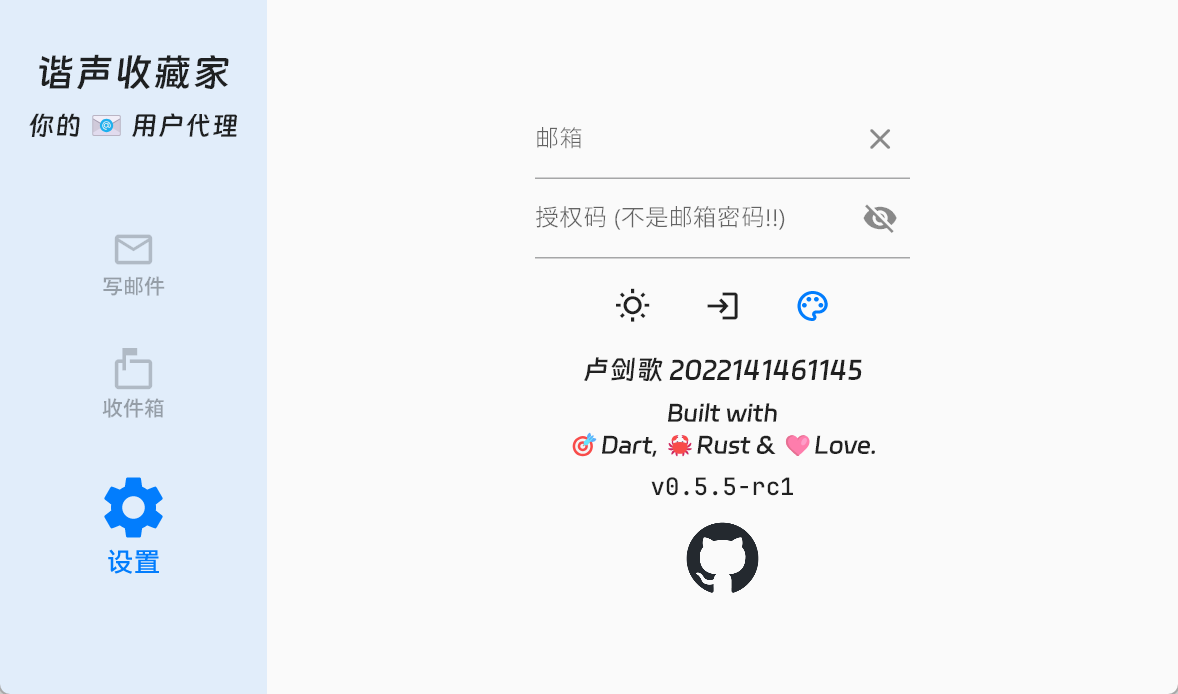 谐声收藏家
你的 📧 用户代理
写邮件
收件箱
设置
邮箱
授权码 (不是邮箱密码!!)
卢剑歌 2022141461145
Built with
🎯 Dart, 🦀 Rust & 🩷 Love.
v0.5.5-rc1